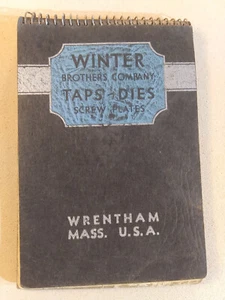 WINTER
BROTHERS COMPANY
TAPS - DIES
SCREW PLATES
WRENTHAM
MASS. U.S.A.